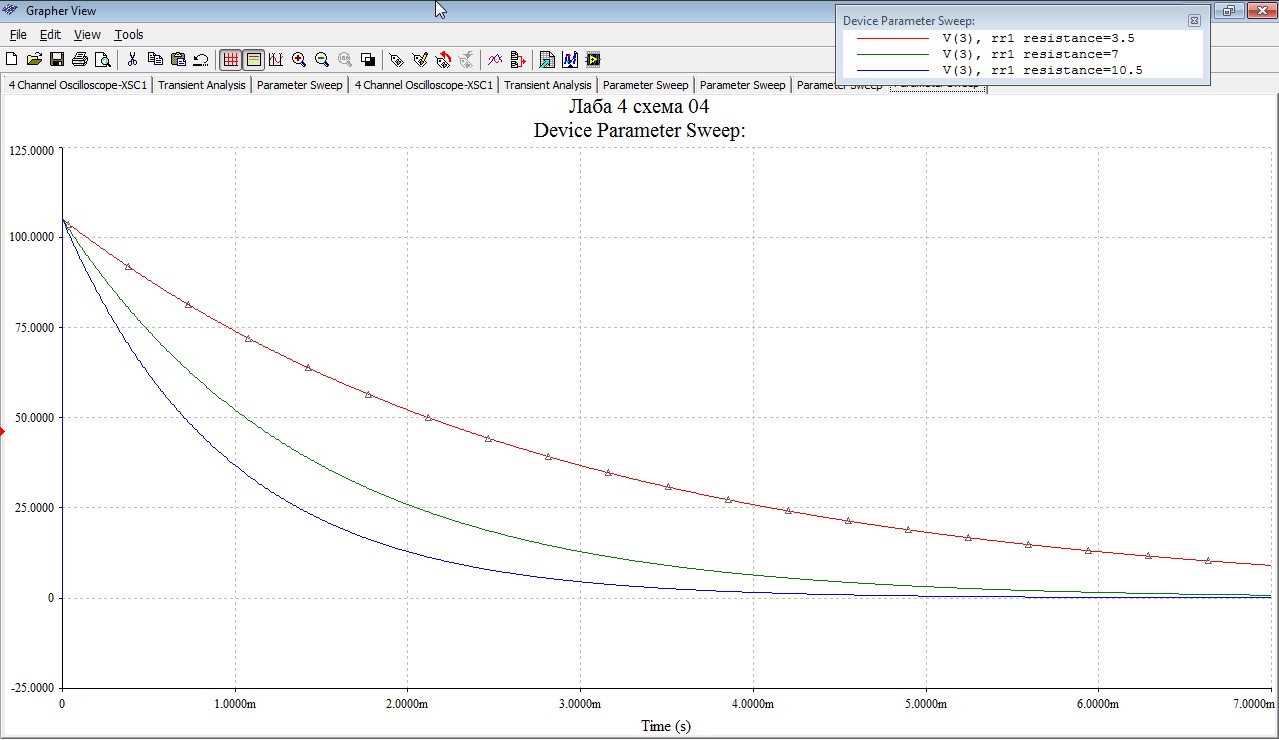 Grapher View
File Edit View Tools
Device Parameter Sweep:
V(3), rr1 resistance=3.5
V(3), rr1 resistance=7
V(3), rr1 resistance=10.5
4 Channel Oscilloscope-XSC1 Transient Analysis Parameter Sweep 4 Channel Oscilloscope-XSC1 Transient Analysis Parameter Sweep Parameter Sweep Parameter Sweep Parameter Sweep
Лаба 4 схема 04
Device Parameter Sweep:
125.0000
100.0000
75.0000
50.0000
25.0000
0
-25.0000
0 1.0000m 2.0000m 3.0000m 4.0000m 5.0000m 6.0000m 7.0000m
Time (s)